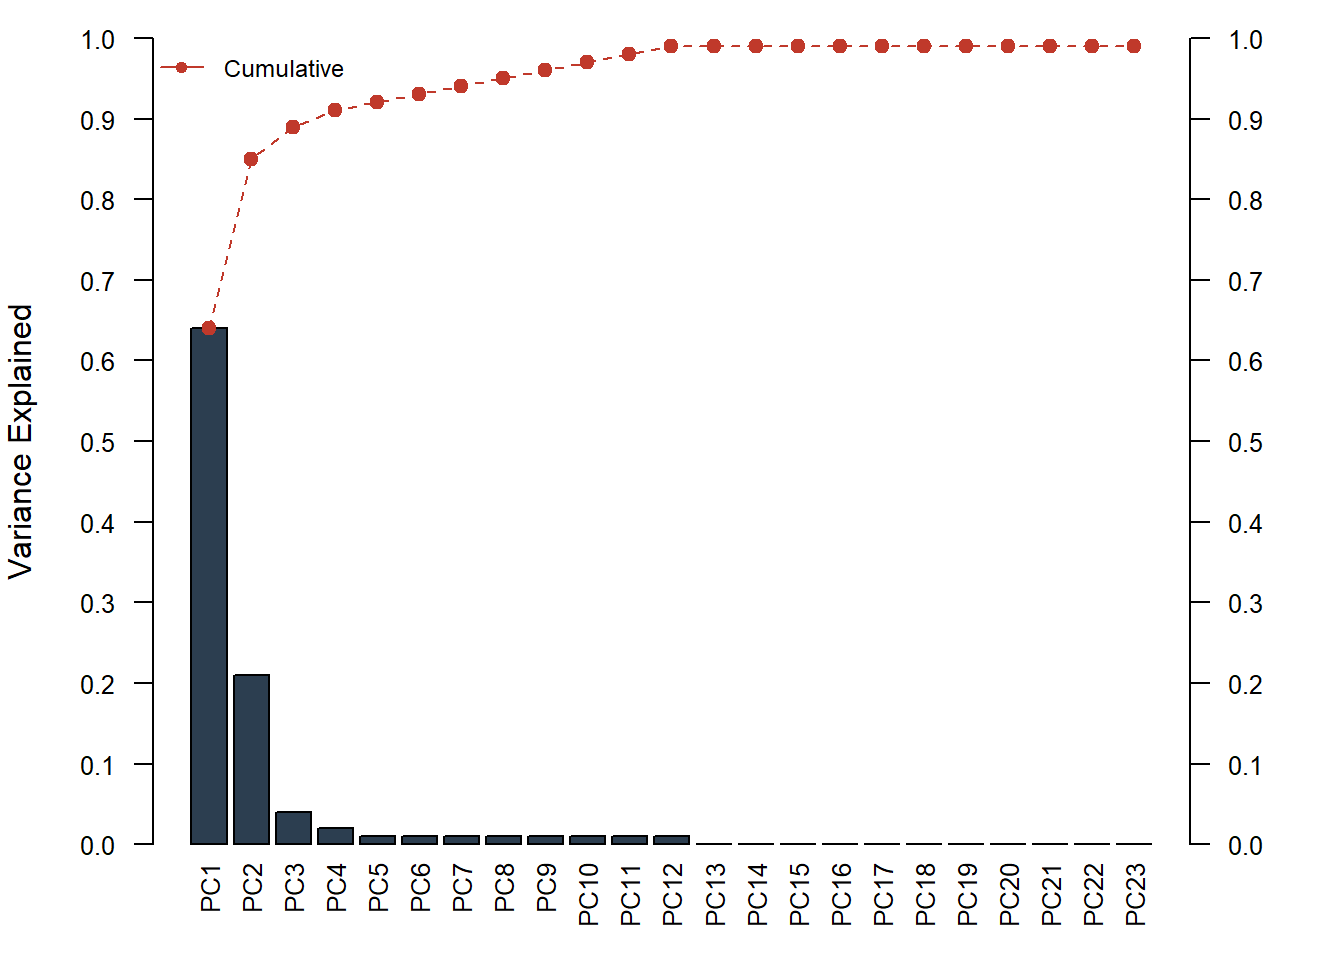 Cumulative
Variance Explained
1.0
0.9
0.8
0.7
0.6
0.5
0.4
0.3
0.2
0.1
0.0
1.0
0.9
0.8
0.7
0.6
0.5
0.4
0.3
0.2
0.1
0.0
PC1
PC2
PC3
PC4
PC5
PC6
PC7
PC8
PC9
PC10
PC11
PC12
PC13
PC14
PC15
PC16
PC17
PC18
PC19
PC20
PC21
PC22
PC23